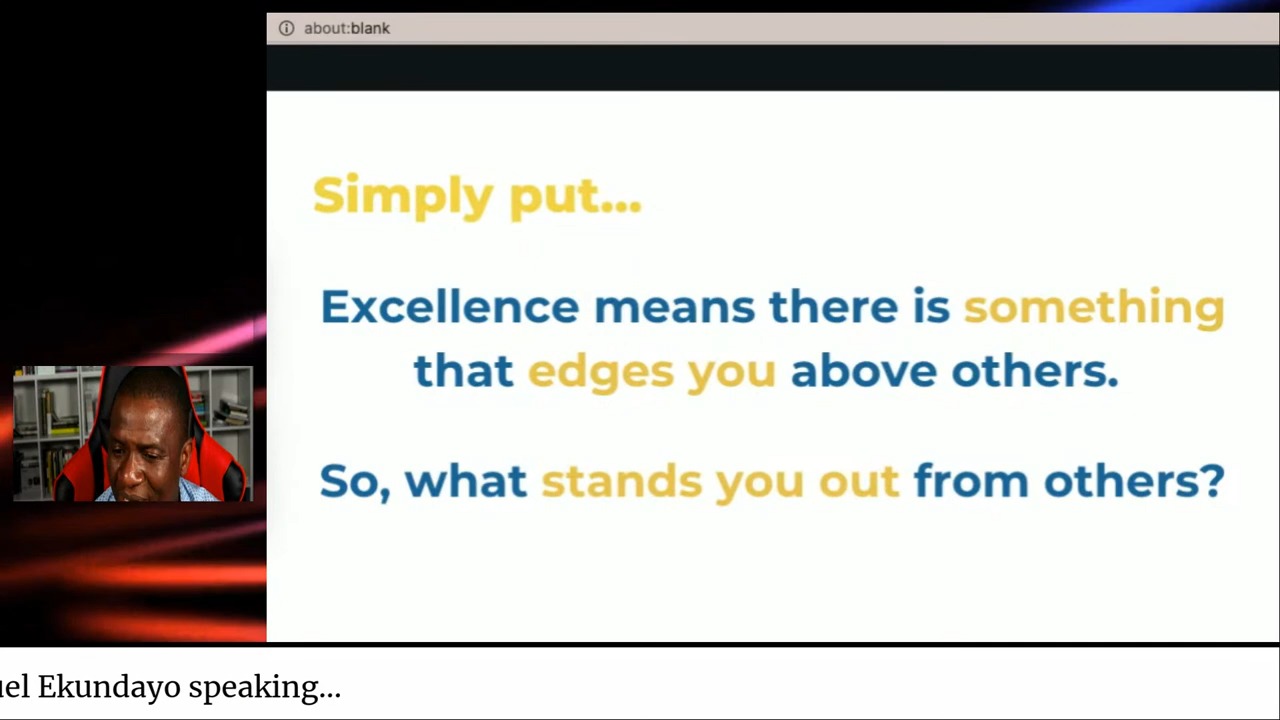 about:blank
Simply put...
Excellence means there is something
that edges you above others.
So, what stands you out from others?
Ekundayo speaking...